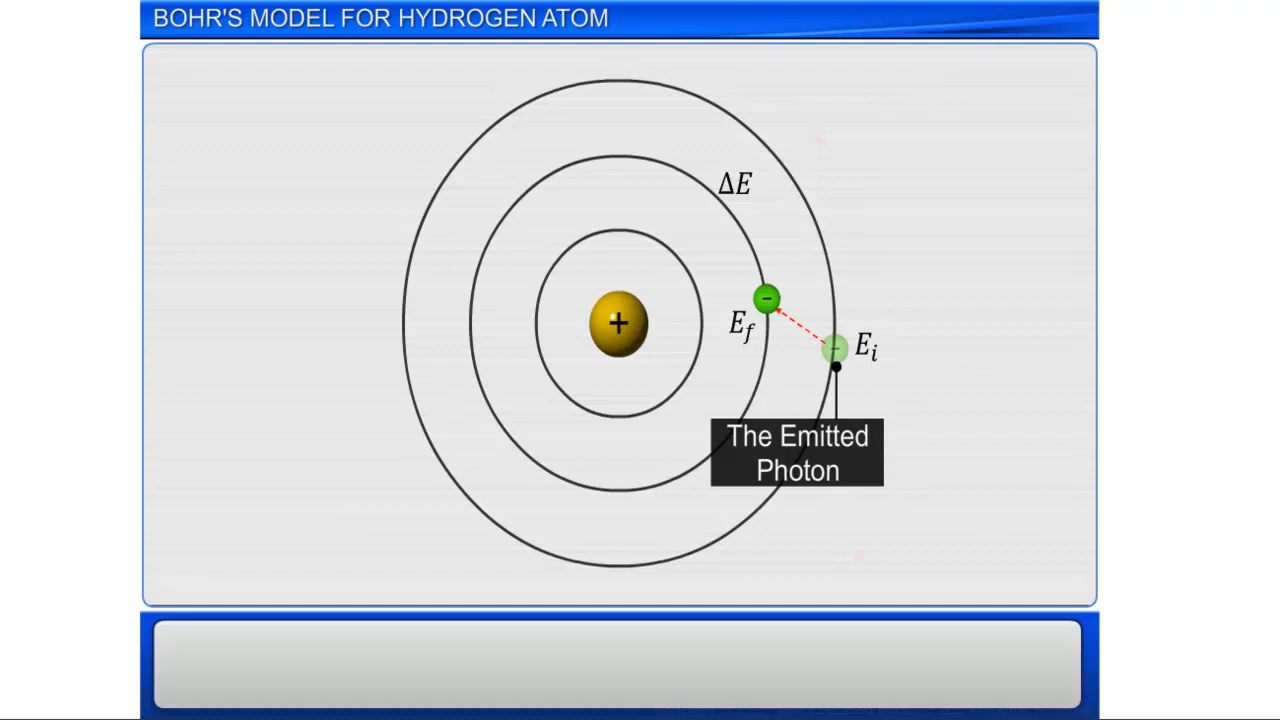 BOHR'S MODEL FOR HYDROGEN ATOM
ΔE
-
E_f
+
-
E_i
The Emitted
Photon